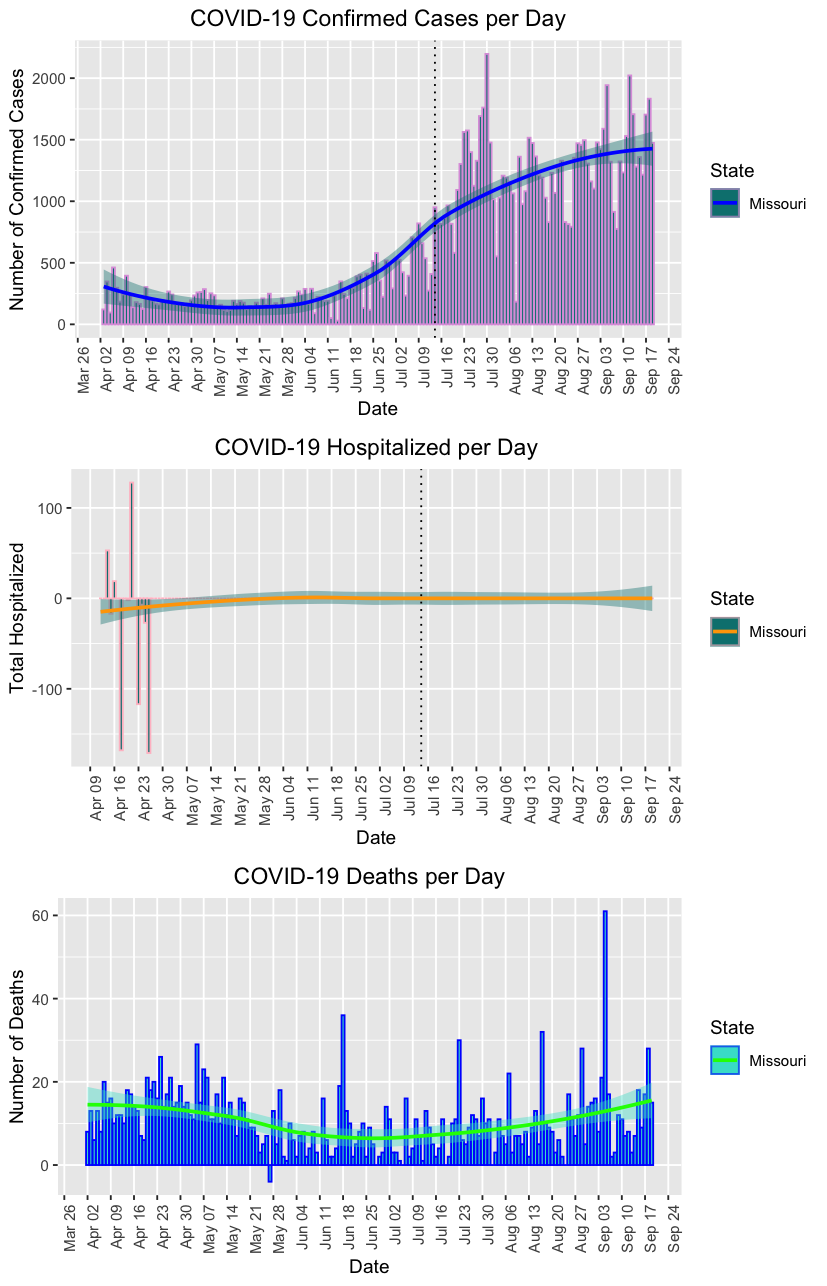 COVID-19 Confirmed Cases per Day
Number of Confirmed Cases
2000
1500
1000
500
0
Mar 26
Apr 02
Apr 09
Apr 16
Apr 23
Apr 30
May 07
May 14
May 21
May 28
Jun 04
Jun 11
Jun 18
Jun 25
Jul 02
Jul 09
Jul 16
Jul 23
Jul 30
Aug 06
Aug 13
Aug 20
Aug 27
Sep 03
Sep 10
Sep 17
Sep 24
Date
State
Missouri
COVID-19 Hospitalized per Day
Total Hospitalized
100
0
-100
Apr 09
Apr 16
Apr 23
Apr 30
May 07
May 14
May 21
May 28
Jun 04
Jun 11
Jun 18
Jun 25
Jul 02
Jul 09
Jul 16
Jul 23
Jul 30
Aug 06
Aug 13
Aug 20
Aug 27
Sep 03
Sep 10
Sep 17
Sep 24
Date
State
Missouri
COVID-19 Deaths per Day
Number of Deaths
60
40
20
0
Mar 26
Apr 02
Apr 09
Apr 16
Apr 23
Apr 30
May 07
May 14
May 21
May 28
Jun 04
Jun 11
Jun 18
Jun 25
Jul 02
Jul 09
Jul 16
Jul 23
Jul 30
Aug 06
Aug 13
Aug 20
Aug 27
Sep 03
Sep 10
Sep 17
Sep 24
Date
State
Missouri